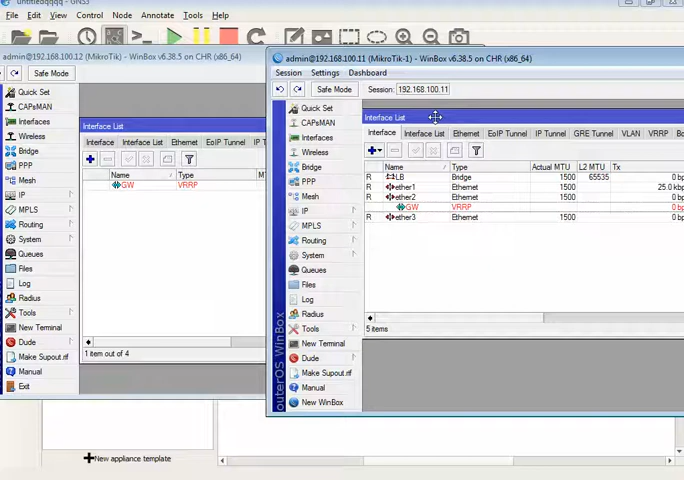 untitledqqqq - GNS3
File Edit View Control Node Annotate Tools Help
admin@192.168.100.12 (MikroTik) - WinBox v6.38.5 on CHR (x86_64)
Safe Mode
Quick Set
CAPsMAN
Interfaces
Wireless
Bridge
PPP
Mesh
IP
MPLS
Routing
System
Queues
Files
Log
Radius
Tools
New Terminal
Dude
Make Supout.rif
Manual
Exit
Interface List
Interface Interface List Ethernet EoIP Tunnel IP T
Name Type
GW VRRP
1 item out of 4
admin@192.168.100.11 (MikroTik-1) - WinBox v6.38.5 on CHR (x86_64)
Session Settings Dashboard
Safe Mode Session: 192.168.100.11
Quick Set
CAPsMAN
Interfaces
Wireless
Bridge
PPP
Mesh
IP
MPLS
Routing
System
Queues
Files
Log
Radius
Tools
New Terminal
Dude
Make Supout.rif
Manual
New WinBox
outerOS WinBox
Interface List
Interface Interface List Ethernet EoIP Tunnel IP Tunnel GRE Tunnel VLAN VRRP
Name Type Actual MTU L2 MTU Tx
R LB Bridge 1500 65535 0 bp
R ether1 Ethernet 1500 25.0 kb
R ether2 Ethernet 1500 0 bp
GW VRRP 0 bp
R ether3 Ethernet 1500 0 bp
5 items
New appliance template